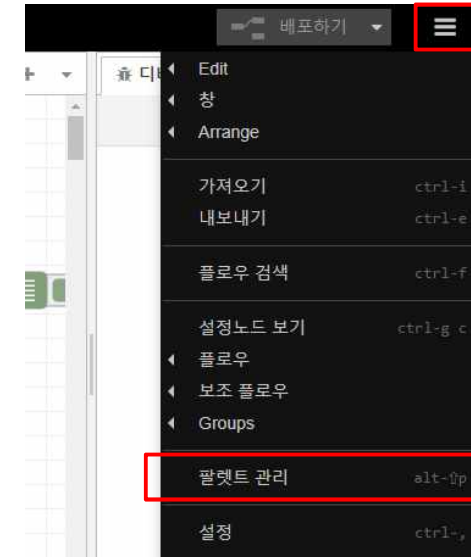 배포하기
디버
Edit
창
Arrange
가져오기 ctrl-i
내보내기 ctrl-e
플로우 검색 ctrl-f
설정노드 보기 ctrl-g c
플로우
보조 플로우
Groups
팔렛트 관리 alt-⇧p
설정 ctrl-,